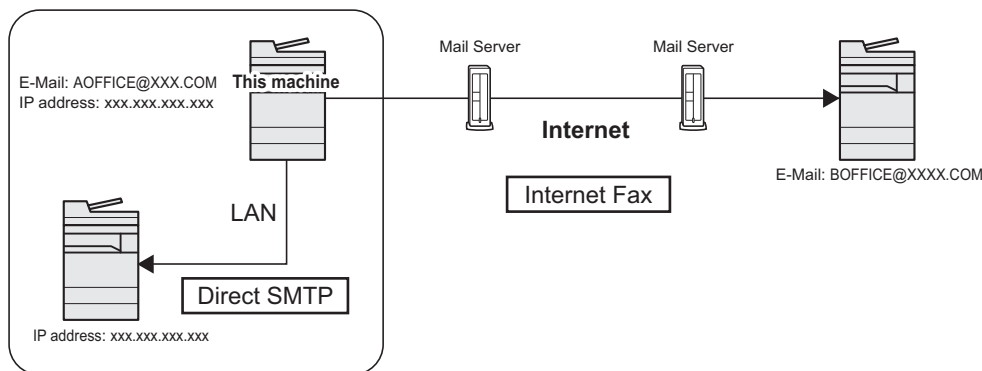 Mail Server
Mail Server
E-Mail: AOFFICE@XXX.COM
IP address: xxx.xxx.xxx.xxx
This machine
Internet
E-Mail: BOFFICE@XXXX.COM
Internet Fax
LAN
Direct SMTP
IP address: xxx.xxx.xxx.xxx